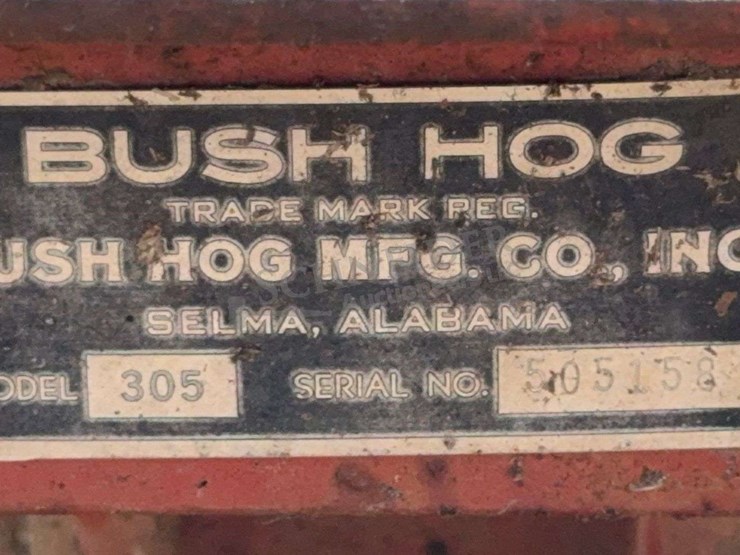 BUSH HOG
TRADE MARK REG.
USH HOG MFG. CO., INC
SELMA, ALABAMA
ODEL 305 SERIAL NO. 505158